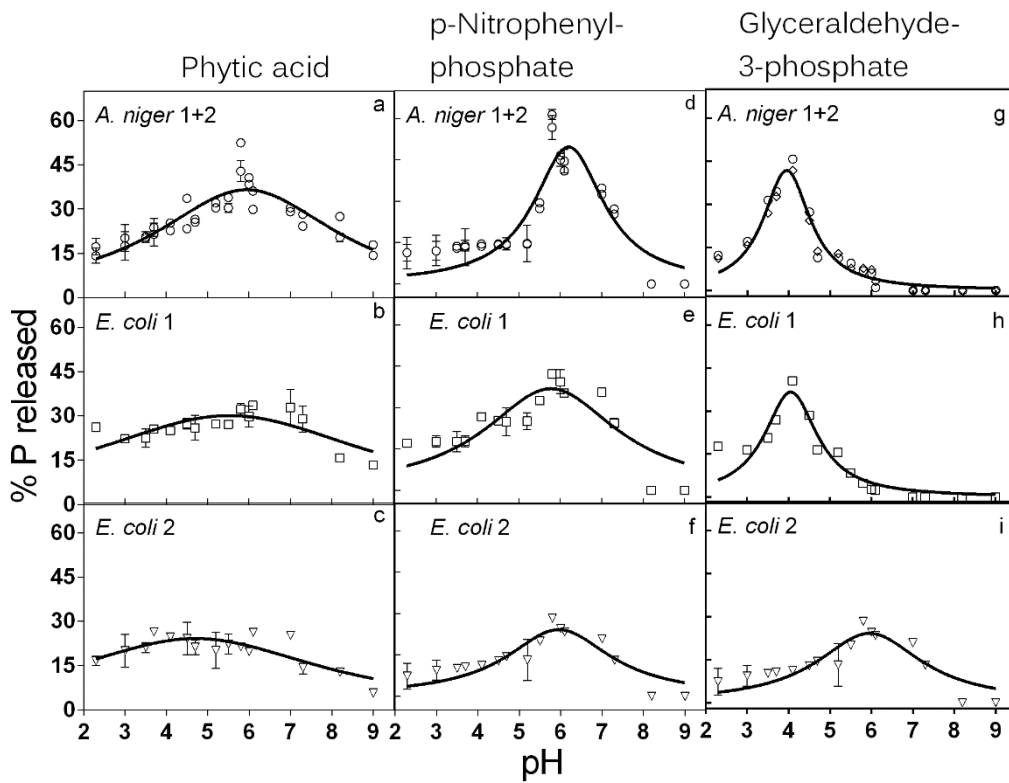 Phytic acid
p-Nitrophenyl-
phosphate
Glyceraldehyde-
3-phosphate
A. niger 1+2
a
A. niger 1+2
d
A. niger 1+2
g
60
45
30
15
0
E. coli 1
b
E. coli 1
e
E. coli 1
h
60
45
30
15
0
E. coli 2
c
E. coli 2
f
E. coli 2
i
60
45
30
15
0
% P released
2 3 4 5 6 7 8 9
2 3 4 5 6 7 8 9
2 3 4 5 6 7 8 9
pH